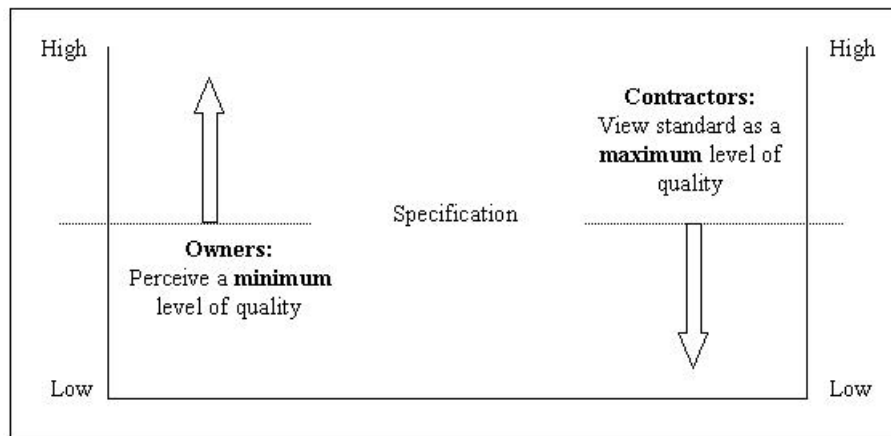 High
High
Contractors:
View standard as a
maximum level of
quality
Specification
Owners:
Perceive a minimum
level of quality
Low
Low